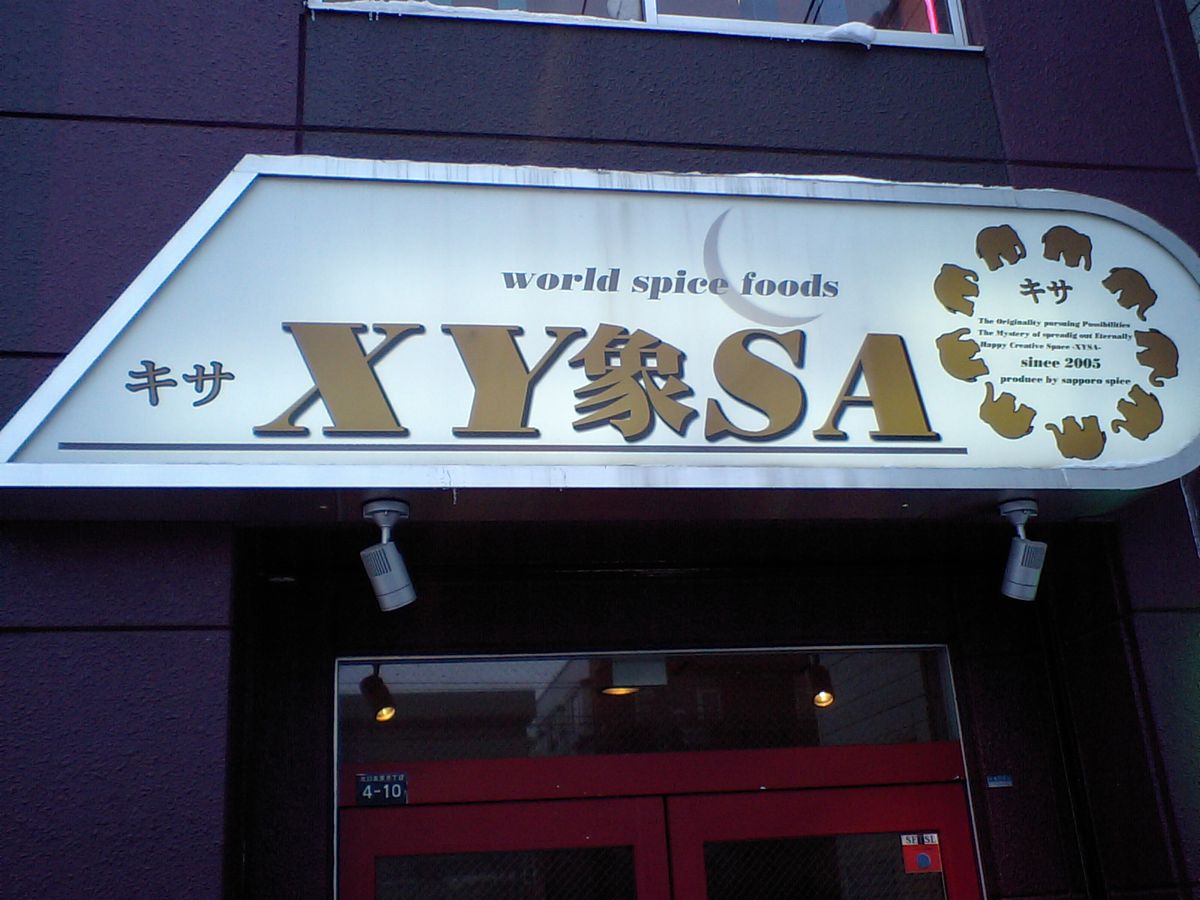 world spice foods
キサ XY象SA
キサ
The Originality pursuing Possibilities
The Mystery of spreadig out Eternally
Happy Creative Space -XYSA-
since 2005
produce by sapporo spice
4-10